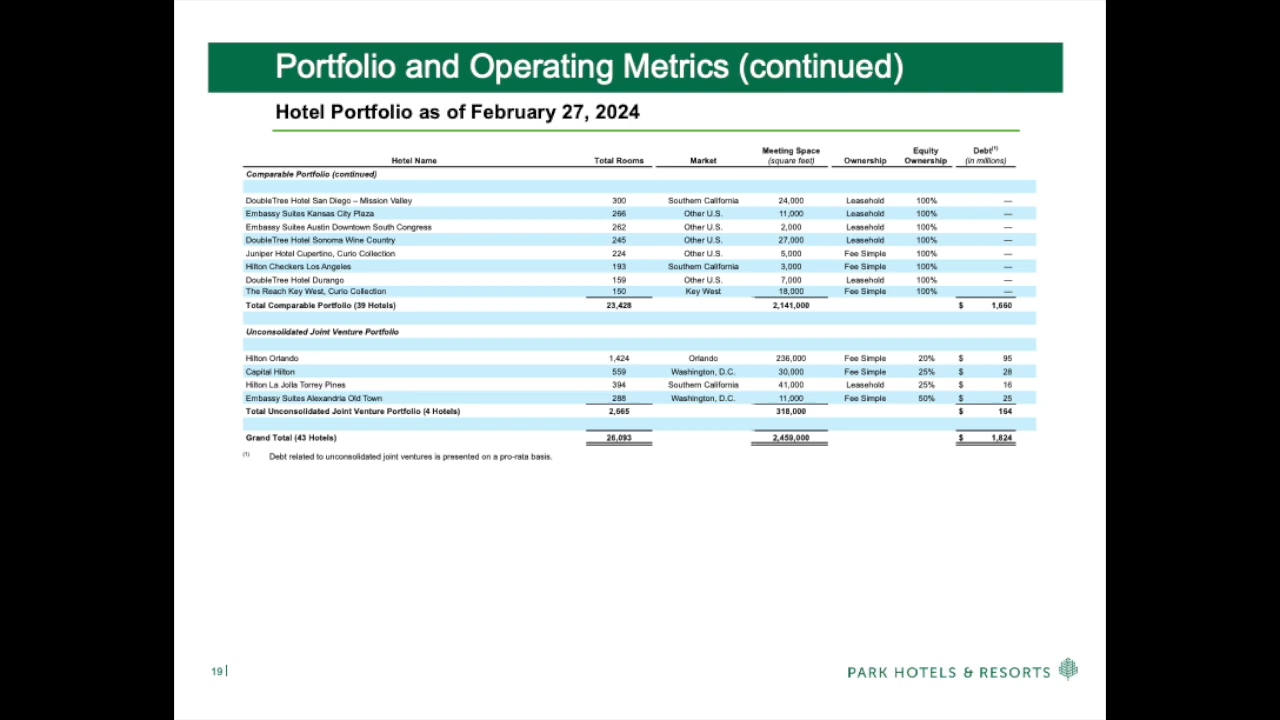 Portfolio and Operating Metrics (continued)
Hotel Portfolio as of February 27, 2024
Hotel Name Total Rooms Market Meeting Space (square feet) Ownership Equity Ownership Debt(1) (in millions)
Comparable Portfolio (continued)
DoubleTree Hotel San Diego – Mission Valley 300 Southern California 24,000 Leasehold 100% —
Embassy Suites Kansas City Plaza 266 Other U.S. 11,000 Leasehold 100% —
Embassy Suites Austin Downtown South Congress 262 Other U.S. 2,000 Leasehold 100% —
DoubleTree Hotel Sonoma Wine Country 245 Other U.S. 27,000 Leasehold 100% —
Juniper Hotel Cupertino, Curio Collection 224 Other U.S. 5,000 Fee Simple 100% —
Hilton Checkers Los Angeles 193 Southern California 3,000 Fee Simple 100% —
DoubleTree Hotel Durango 159 Other U.S. 7,000 Leasehold 100% —
The Reach Key West, Curio Collection 150 Key West 18,000 Fee Simple 100% —
Total Comparable Portfolio (39 Hotels) 23,428 2,141,000 $ 1,660
Unconsolidated Joint Venture Portfolio
Hilton Orlando 1,424 Orlando 236,000 Fee Simple 20% $ 95
Capital Hilton 559 Washington, D.C. 30,000 Fee Simple 25% $ 28
Hilton La Jolla Torrey Pines 394 Southern California 41,000 Leasehold 25% $ 16
Embassy Suites Alexandria Old Town 288 Washington, D.C. 11,000 Fee Simple 50% $ 25
Total Unconsolidated Joint Venture Portfolio (4 Hotels) 2,665 318,000 $ 164
Grand Total (43 Hotels) 26,093 2,459,000 $ 1,824
(1) Debt related to unconsolidated joint ventures is presented on a pro-rata basis.
19 |
PARK HOTELS & RESORTS